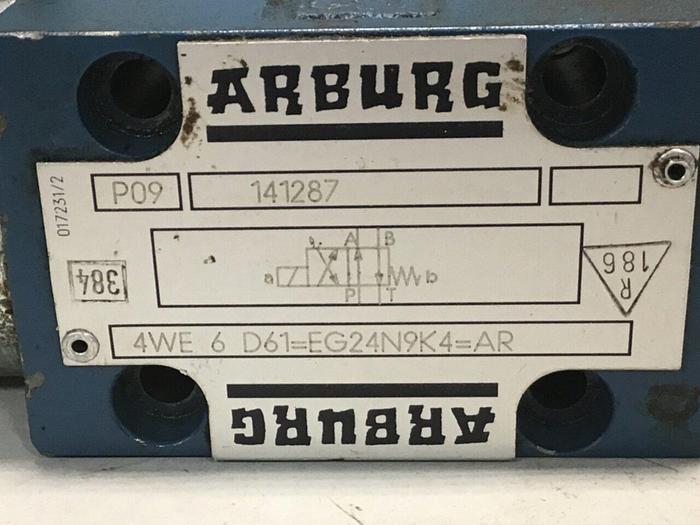 ARBURG
017231/2
P09 141287
A B
a b
P T
384
R
186
4WE 6 D61=EG24N9K4=AR
ARBURG